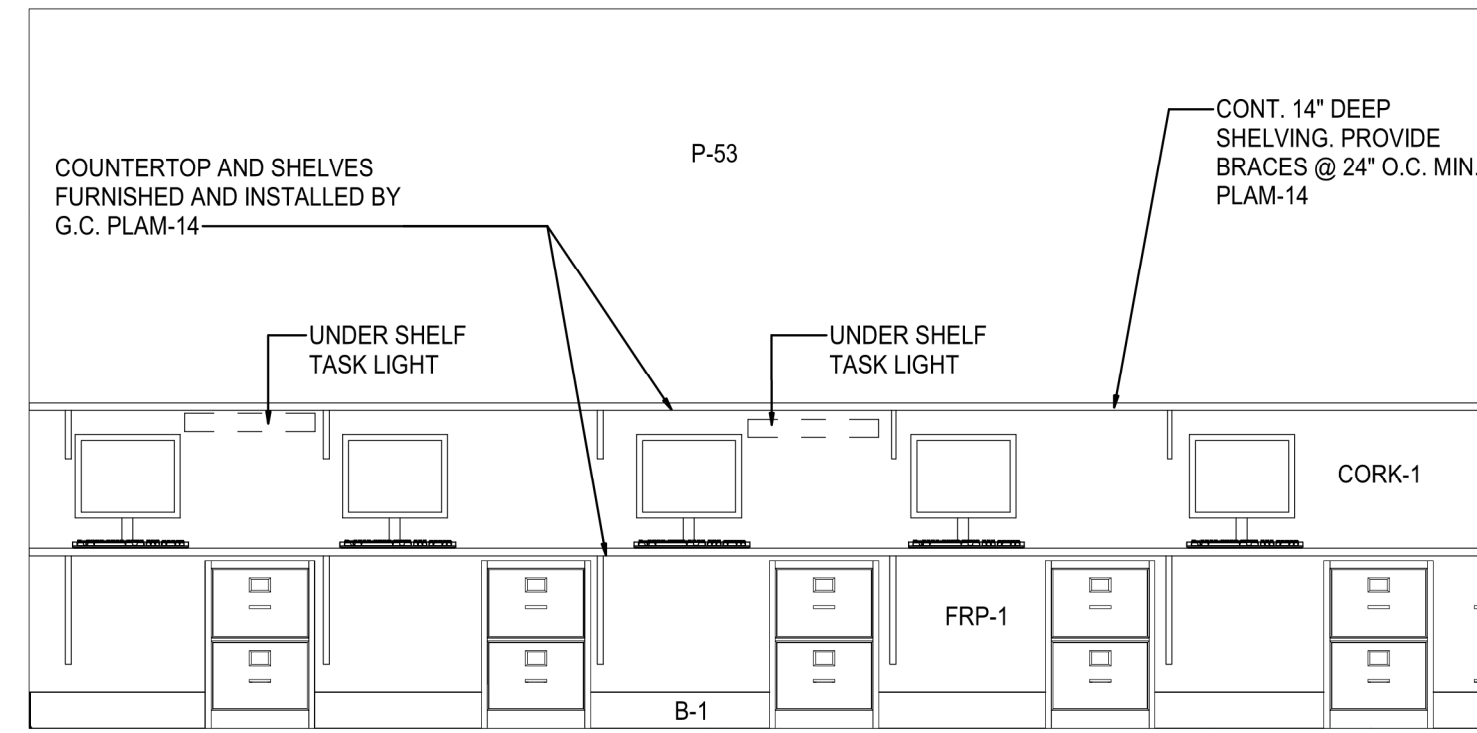 P-53
COUNTERTOP AND SHELVES
FURNISHED AND INSTALLED BY
G.C. PLAM-14
CONT. 14" DEEP
SHELVING. PROVIDE
BRACES @ 24" O.C. MIN.
PLAM-14
UNDER SHELF
TASK LIGHT
UNDER SHELF
TASK LIGHT
CORK-1
FRP-1
B-1